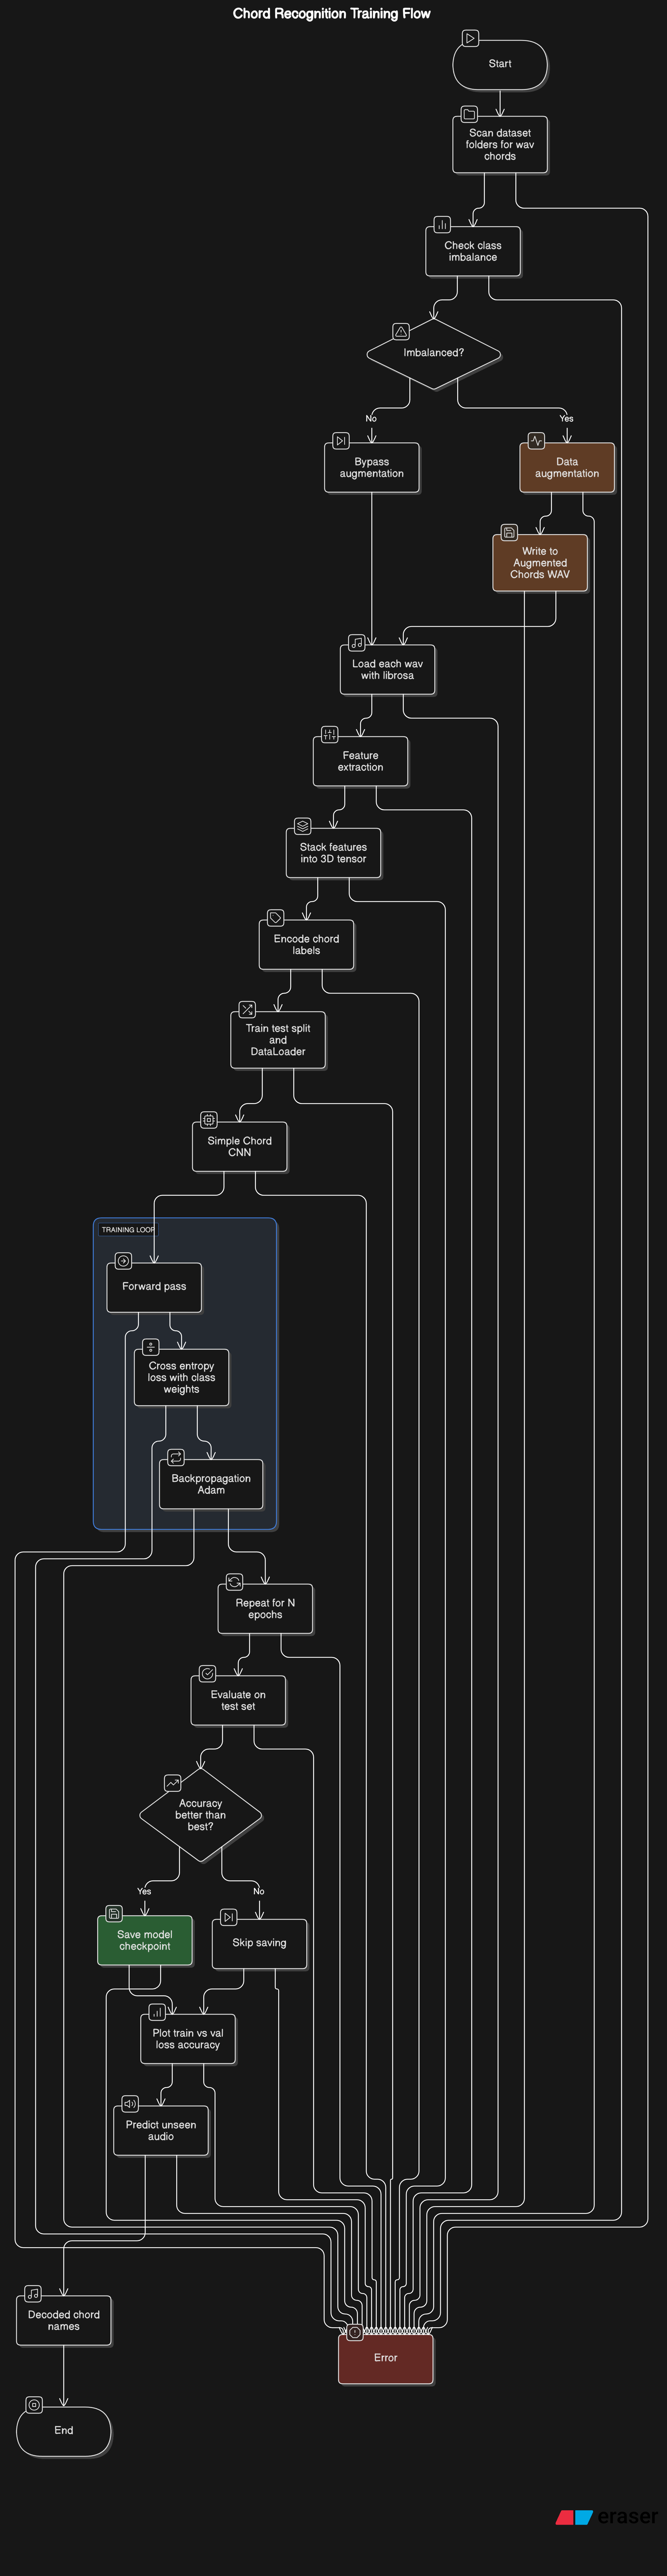 Chord Recognition Training Flow
Start
Scan dataset
folders for wav
chords
Check class
imbalance
Imbalanced?
No
Yes
Bypass
augmentation
Data
augmentation
Write to
Augmented
Chords WAV
Load each wav
with librosa
Feature
extraction
Stack features
into 3D tensor
Encode chord
labels
Train test split
and
DataLoader
Simple Chord
CNN
TRAINING LOOP
Forward pass
Cross entropy
loss with class
weights
Backpropagation
Adam
Repeat for N
epochs
Evaluate on
test set
Accuracy
better than
best?
Yes
No
Save model
checkpoint
Skip saving
Plot train vs val
loss accuracy
Predict unseen
audio
Decoded chord
names
Error
End
eraser